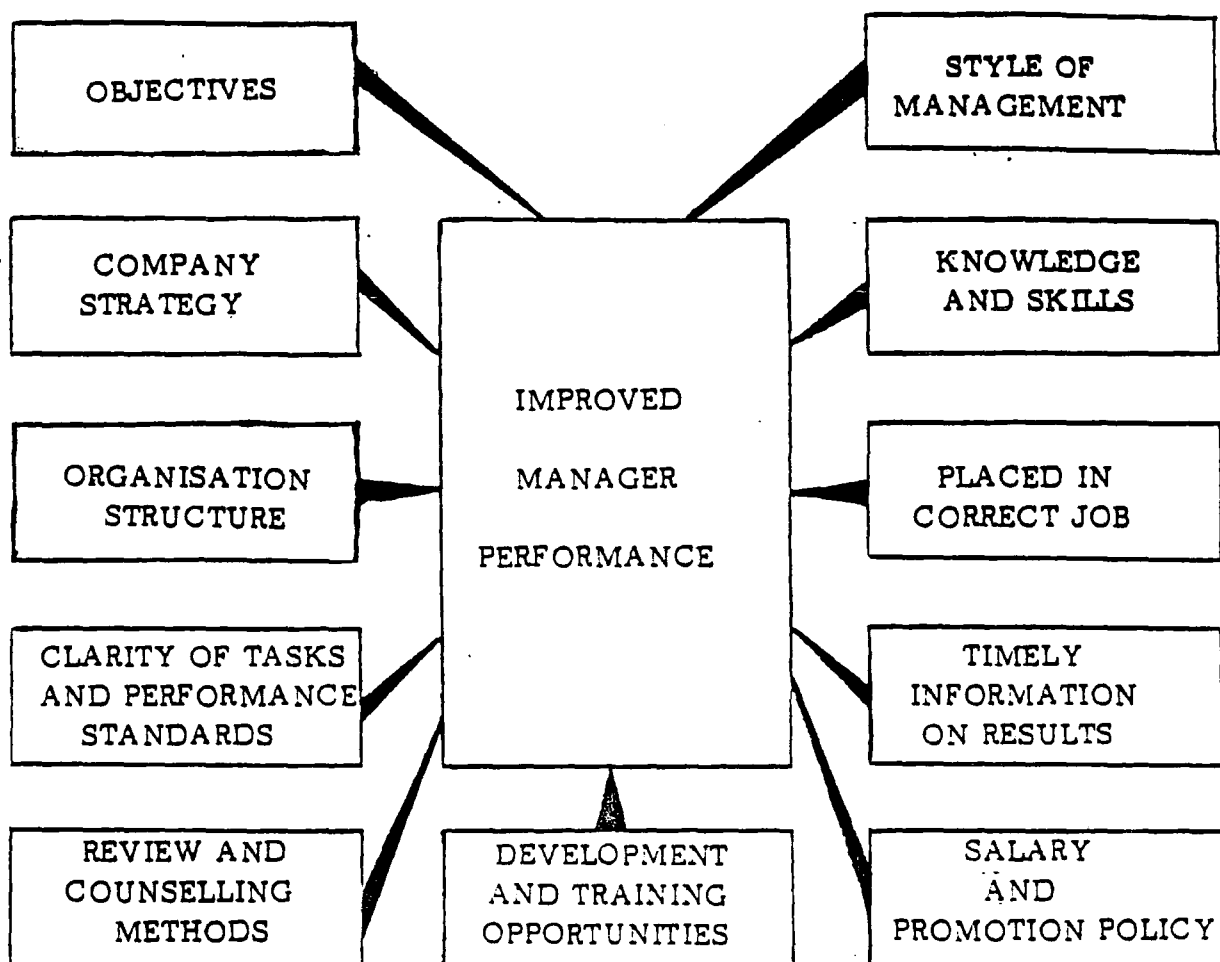 OBJECTIVES
STYLE OF
MANAGEMENT
COMPANY
STRATEGY
KNOWLEDGE
AND SKILLS
IMPROVED
MANAGER
PERFORMANCE
ORGANISATION
STRUCTURE
PLACED IN
CORRECT JOB
CLARITY OF TASKS
AND PERFORMANCE
STANDARDS
TIMELY
INFORMATION
ON RESULTS
REVIEW AND
COUNSELLING
METHODS
DEVELOPMENT
AND TRAINING
OPPORTUNITIES
SALARY
AND
PROMOTION POLICY